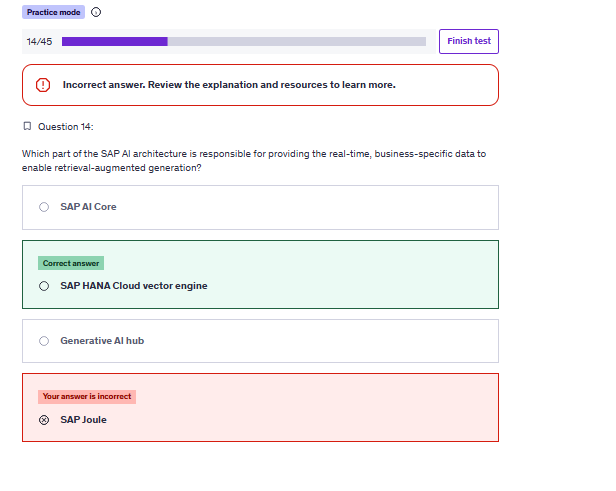 Practice mode
14/45
Finish test
Incorrect answer. Review the explanation and resources to learn more.
Question 14:
Which part of the SAP AI architecture is responsible for providing the real-time, business-specific data to
enable retrieval-augmented generation?
SAP AI Core
Correct answer
SAP HANA Cloud vector engine
Generative AI hub
Your answer is incorrect
SAP Joule